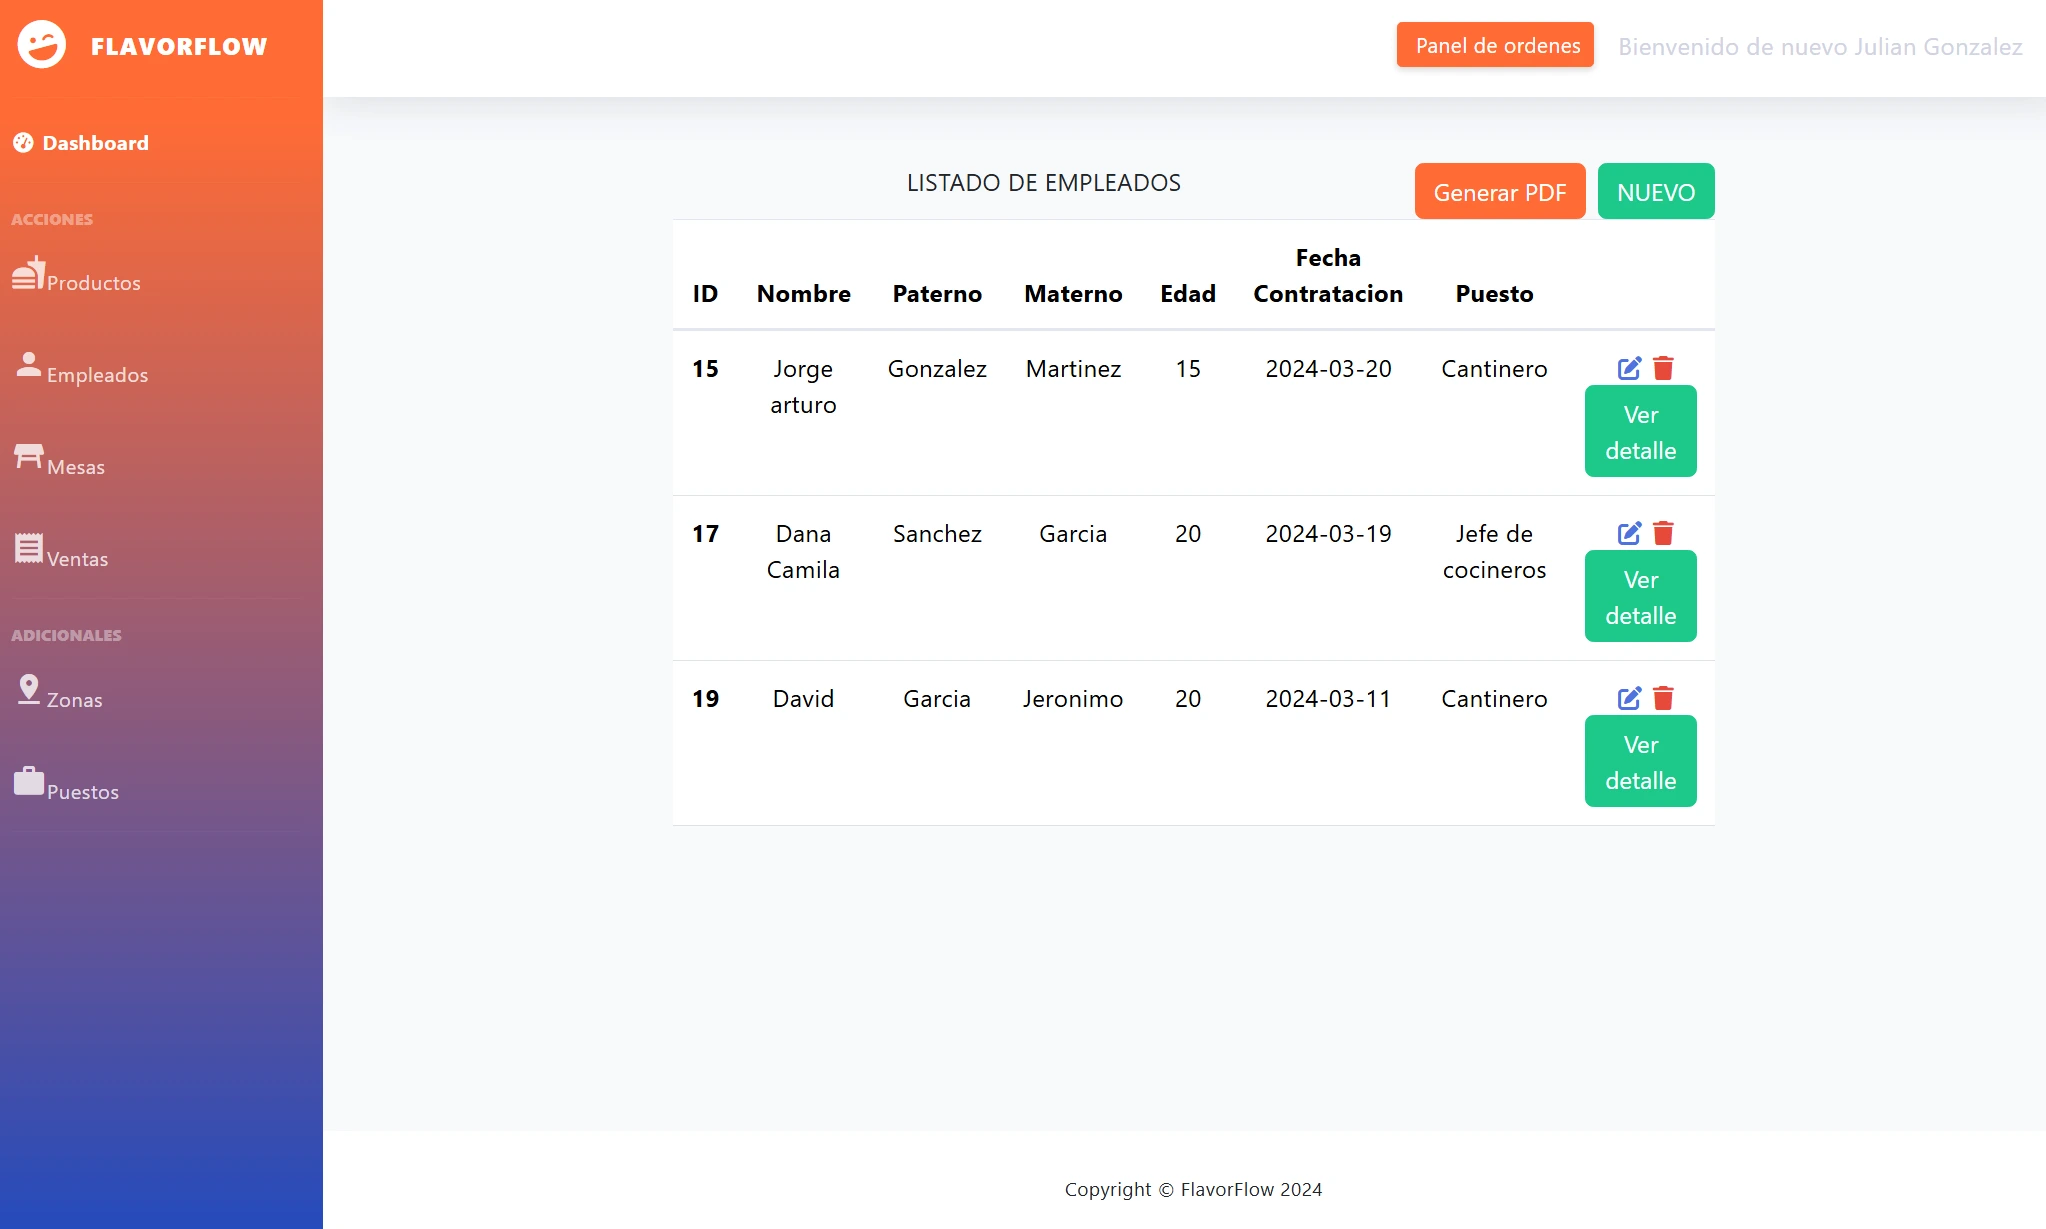 FLAVORFLOW
Panel de ordenes
Bienvenido de nuevo Julian Gonzalez
Dashboard
ACCIONES
Productos
Empleados
Mesas
Ventas
ADICIONALES
Zonas
Puestos
LISTADO DE EMPLEADOS
Generar PDF
NUEVO
ID Nombre Paterno Materno Edad Fecha Contratacion Puesto
15 Jorge arturo Gonzalez Martinez 15 2024-03-20 Cantinero
Ver detalle
17 Dana Camila Sanchez Garcia 20 2024-03-19 Jefe de cocineros
Ver detalle
19 David Garcia Jeronimo 20 2024-03-11 Cantinero
Ver detalle
Copyright © FlavorFlow 2024